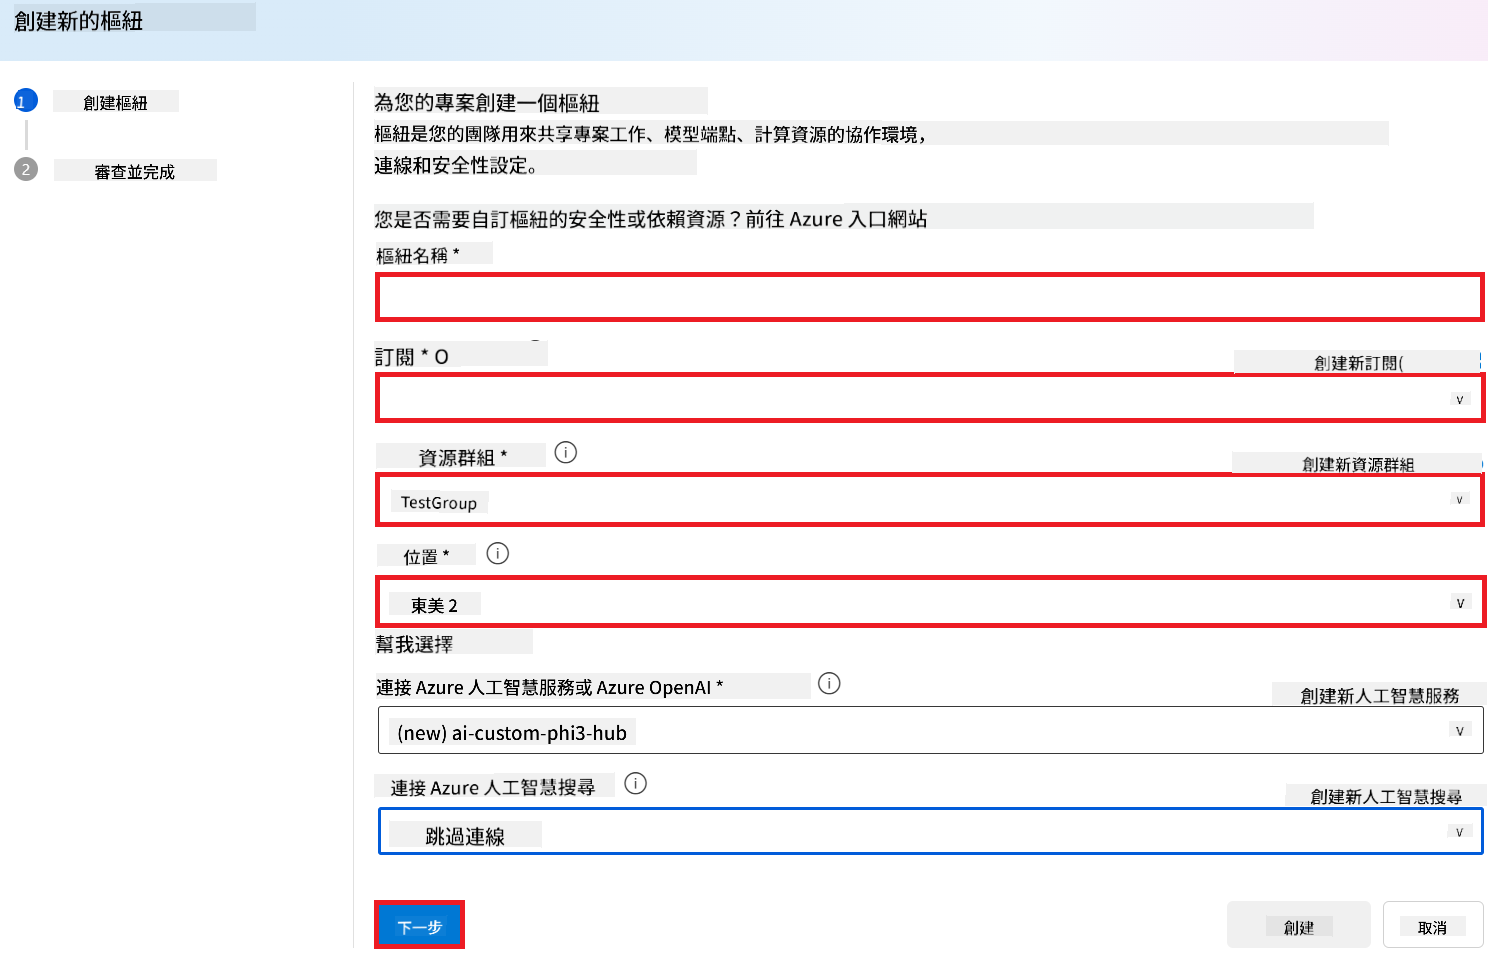 創建新的樞紐
1 創建樞紐
2 審查並完成
為您的專案創建一個樞紐
樞紐是您的團隊用來共享專案工作、模型端點、計算資源的協作環境，
連線和安全性設定。
您是否需要自訂樞紐的安全性或依賴資源？前往 Azure 入口網站
樞紐名稱 *
訂閱 * O
創建新訂閱(
v
資源群組 * i
創建新資源群組
TestGroup v
位置 * i
東美 2 v
幫我選擇
連接 Azure 人工智慧服務或 Azure OpenAI * i
創建新人工智慧服務
(new) ai-custom-phi3-hub v
連接 Azure 人工智慧搜尋 i
創建新人工智慧搜尋
跳過連線 v
下一步 創建 取消